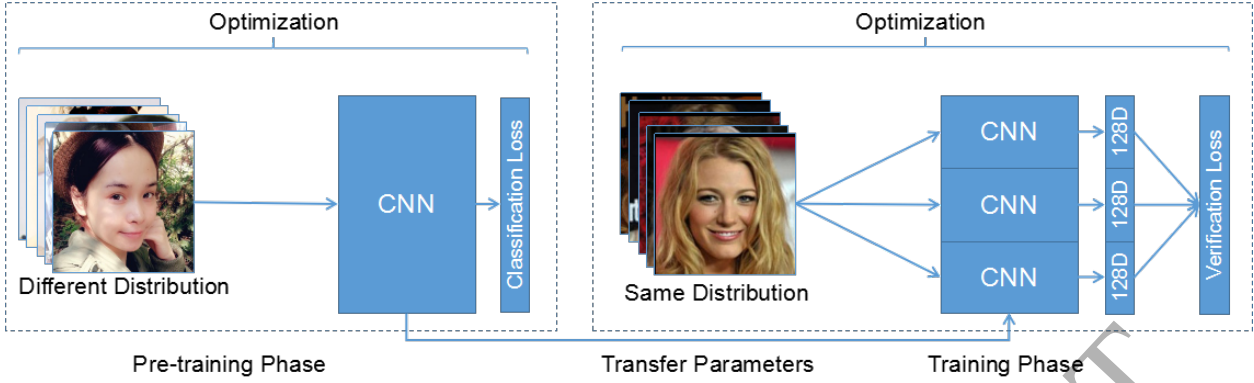 Optimization
Different Distribution
CNN
Classification Loss
Optimization
Same Distribution
CNN
128D
CNN
128D
CNN
128D
Verification Loss
Pre-training Phase
Transfer Parameters
Training Phase
T